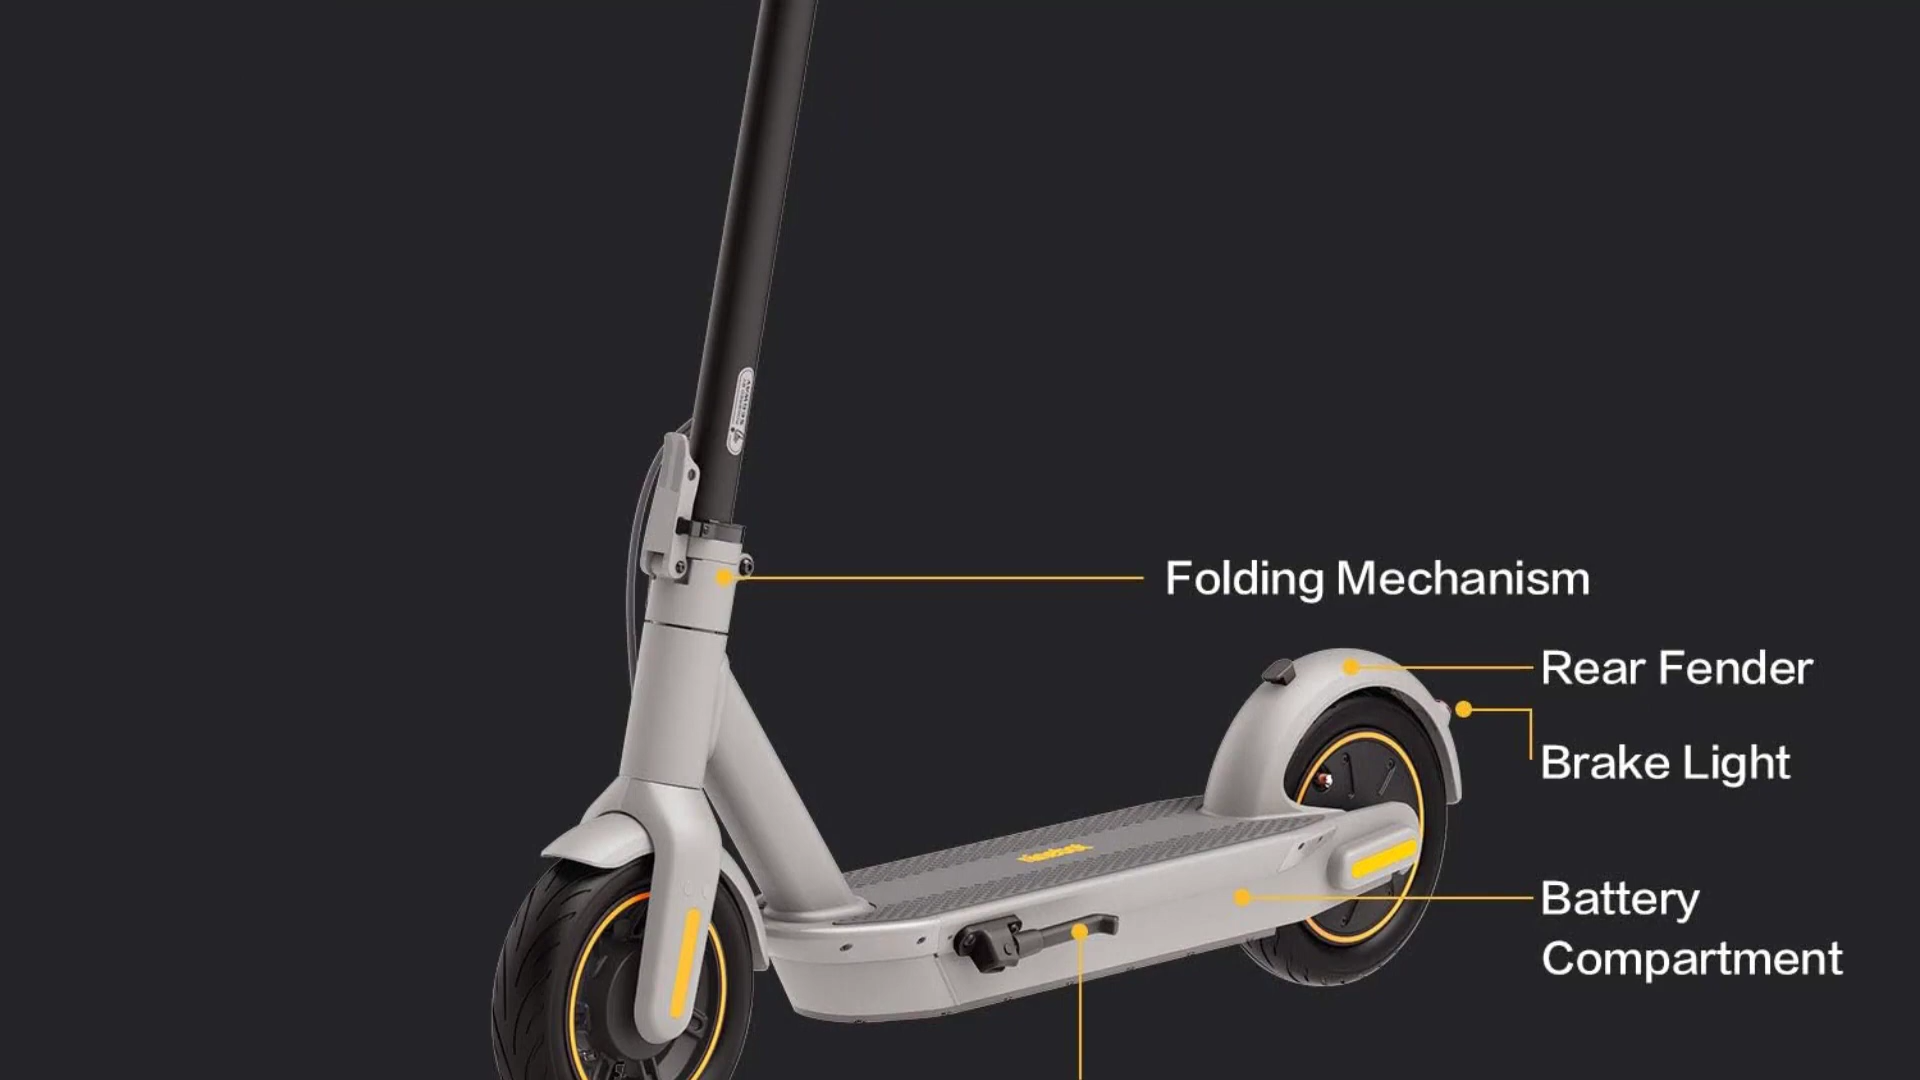 Folding Mechanism
Rear Fender
Brake Light
Battery
Compartment